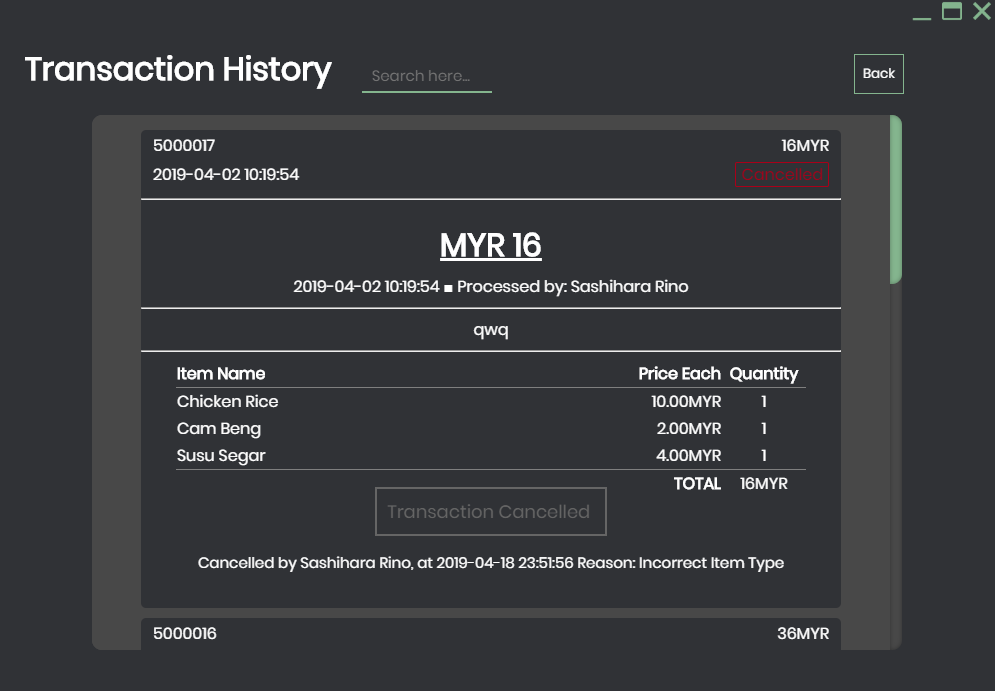 Transaction History
Search here...
Back
5000017 16MYR
2019-04-02 10:19:54 Cancelled
MYR 16
2019-04-02 10:19:54 ■ Processed by: Sashihara Rino
qwq
Item Name Price Each Quantity
Chicken Rice 10.00MYR 1
Cam Beng 2.00MYR 1
Susu Segar 4.00MYR 1
TOTAL 16MYR
Transaction Cancelled
Cancelled by Sashihara Rino, at 2019-04-18 23:51:56 Reason: Incorrect Item Type
5000016 36MYR